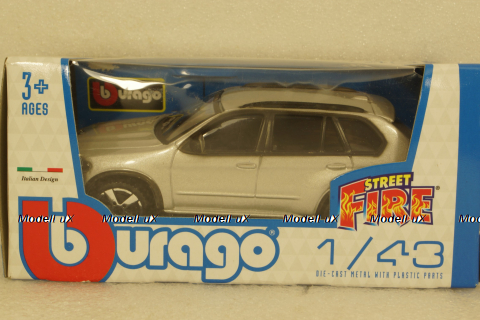 3+
AGES
Burago
Italian Design
STREET
FIRE
Modell-uX Modell-uX Modell-uX Modell-uX Modell-uX
Burago®
1/43
DIE-CAST METAL WITH PLASTIC PARTS